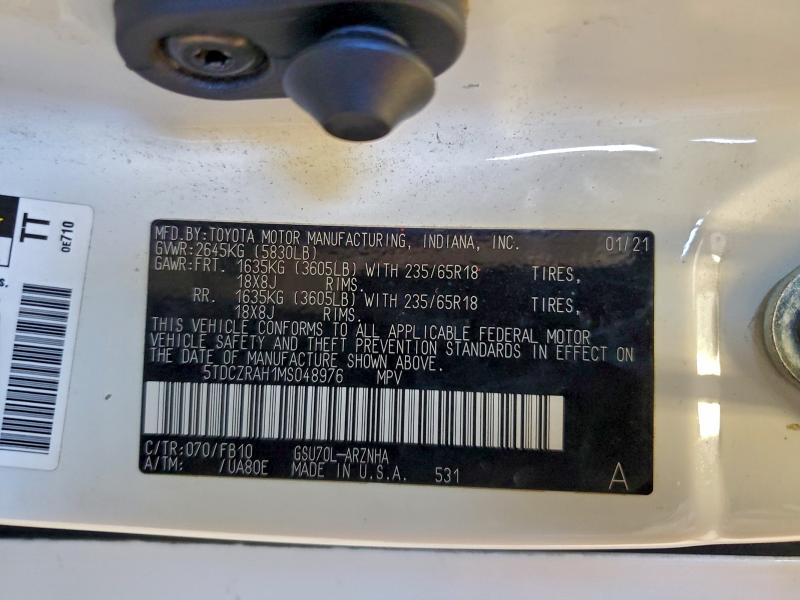 TT
0E710
s.
MFD.BY:TOYOTA MOTOR MANUFACTURING, INDIANA, INC. 01/21
GVWR:2645KG (5830LB)
GAWR:FRT. 1635KG (3605LB) WITH 235/65R18 TIRES,
18X8J RIMS.
RR. 1635KG (3605LB) WITH 235/65R18 TIRES,
18X8J RIMS.
THIS VEHICLE CONFORMS TO ALL APPLICABLE FEDERAL MOTOR
VEHICLE SAFETY AND THEFT PREVENTION STANDARDS IN EFFECT ON
THE DATE OF MANUFACTURE SHOWN ABOVE.
5TDCZRAH1MS048976 MPV
C/TR:070/FB10 GSU70L-ARZNHA
A/TM: /UA80E MADE IN U.S.A. 531 A